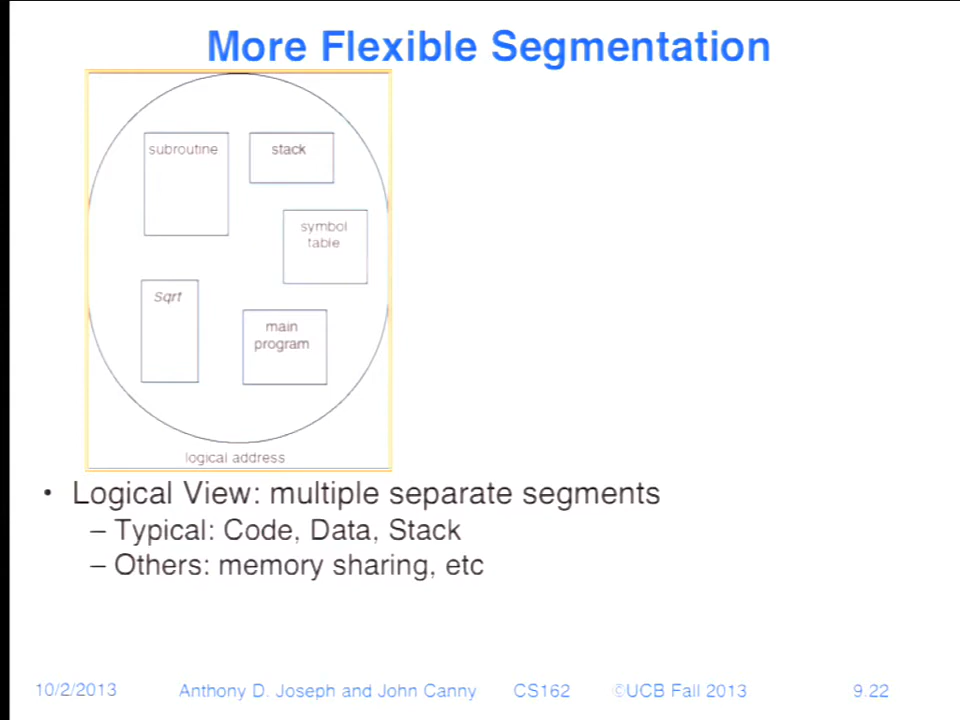 More Flexible Segmentation
subroutine
stack
symbol
table
Sqrt
main
program
logical address
• Logical View: multiple separate segments
– Typical: Code, Data, Stack
– Others: memory sharing, etc
10/2/2013 Anthony D. Joseph and John Canny CS162 ©UCB Fall 2013 9.22